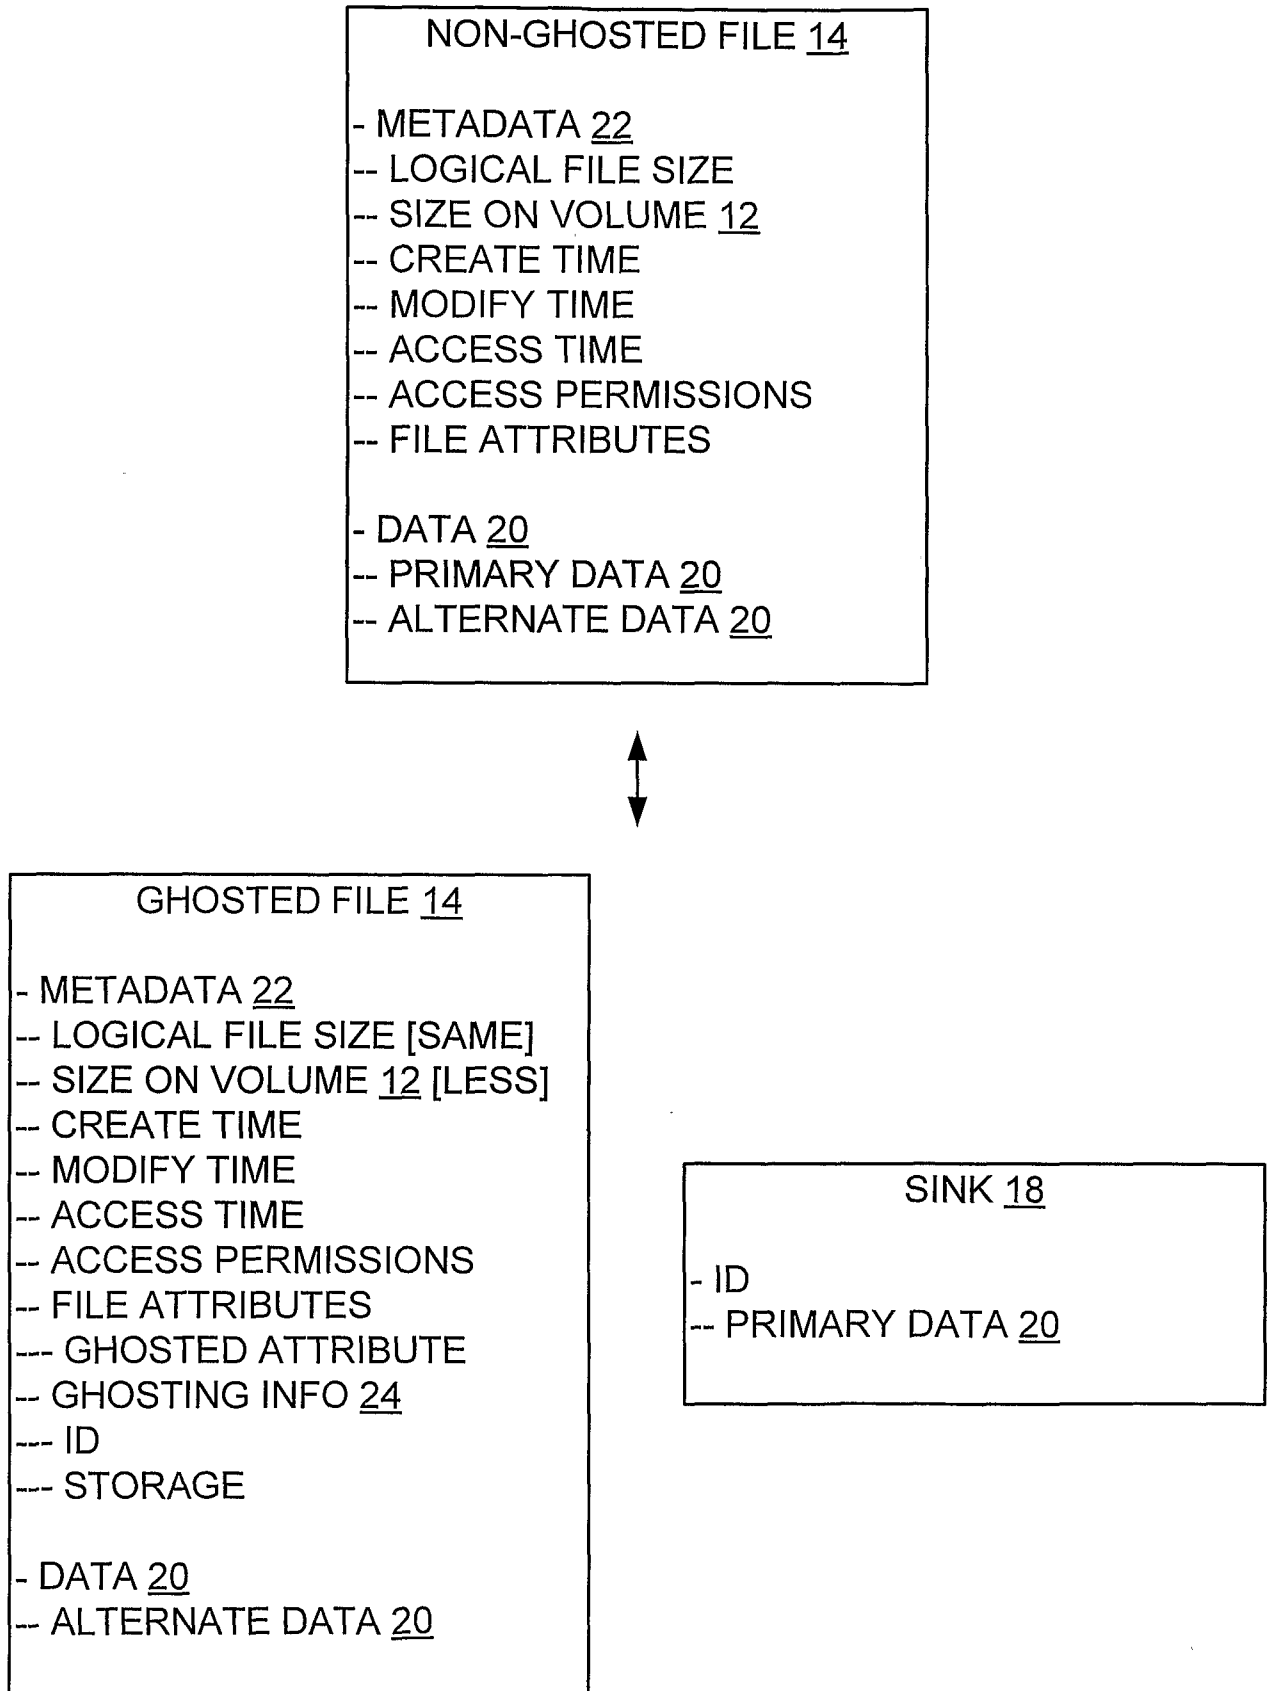 NON-GHOSTED FILE 14
- METADATA 22
-- LOGICAL FILE SIZE
-- SIZE ON VOLUME 12
-- CREATE TIME
-- MODIFY TIME
-- ACCESS TIME
-- ACCESS PERMISSIONS
-- FILE ATTRIBUTES
- DATA 20
-- PRIMARY DATA 20
-- ALTERNATE DATA 20
GHOSTED FILE 14
- METADATA 22
-- LOGICAL FILE SIZE [SAME]
-- SIZE ON VOLUME 12 [LESS]
-- CREATE TIME
-- MODIFY TIME
-- ACCESS TIME
-- ACCESS PERMISSIONS
-- FILE ATTRIBUTES
--- GHOSTED ATTRIBUTE
-- GHOSTING INFO 24
--- ID
--- STORAGE
- DATA 20
-- ALTERNATE DATA 20
SINK 18
- ID
-- PRIMARY DATA 20